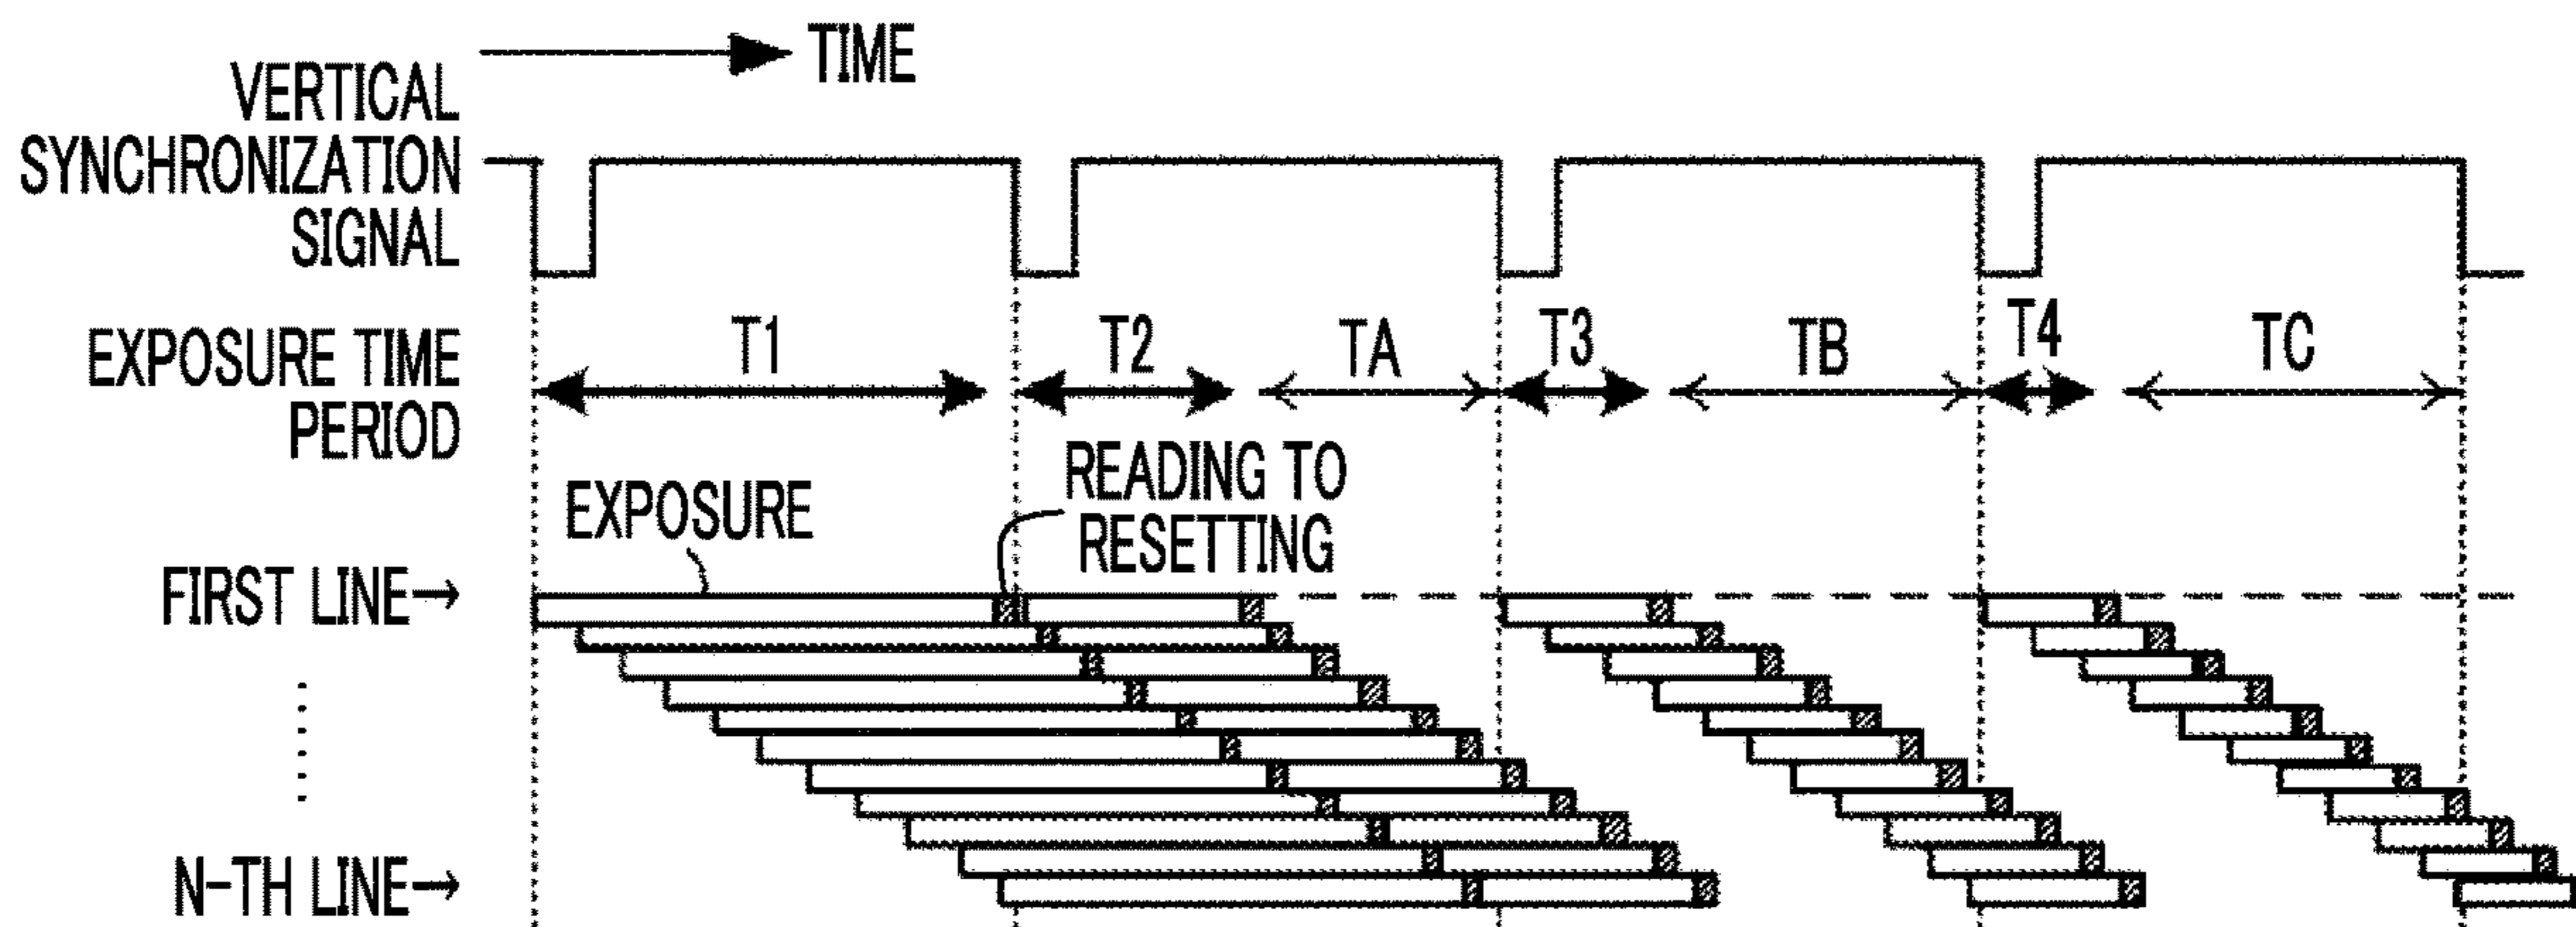 TIME
VERTICAL
SYNCHRONIZATION
SIGNAL
EXPOSURE TIME
PERIOD
T1
T2
TA
T3
TB
T4
TC
EXPOSURE
READING TO
RESETTING
FIRST LINE→
N-TH LINE→